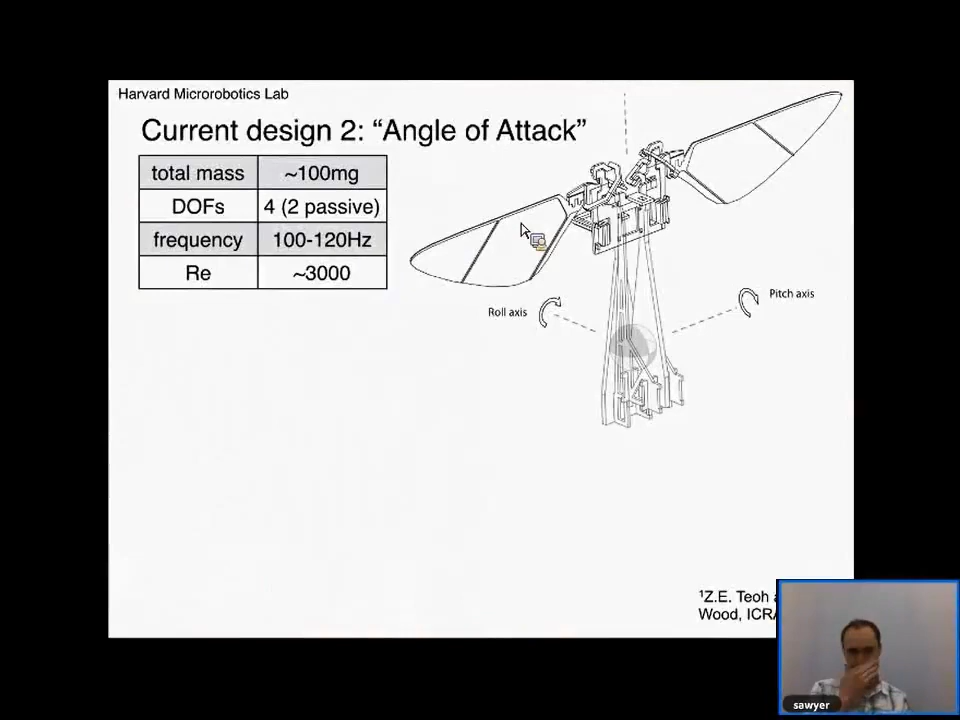 Harvard Microrobotics Lab
Current design 2: “Angle of Attack”
total mass ~100mg
DOFs 4 (2 passive)
frequency 100-120Hz
Re ~3000
Roll axis
Pitch axis
¹Z.E. Teoh
Wood,
sawyer